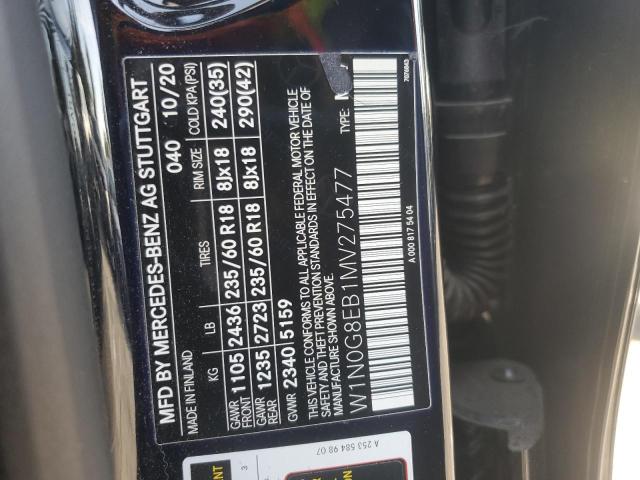 MFD BY MERCEDES-BENZ AG STUTTGART
MADE IN FINLAND 040 10/20
KG LB TIRES RIM SIZE COLD KPA(PSI)
GAWR FRONT 1105 2436 235/60 R18 8Jx18 240(35)
GAWR REAR 1235 2723 235/60 R18 8Jx18 290(42)
GVWR 2340 5159
THIS VEHICLE CONFORMS TO ALL APPLICABLE FEDERAL MOTOR VEHICLE
SAFETY AND THEFT PREVENTION STANDARDS IN EFFECT ON THE DATE OF
MANUFACTURE SHOWN ABOVE.
W1N0G8EB1MV275477 TYPE:
A 000 817 54 04
A 253 584 98 07
3